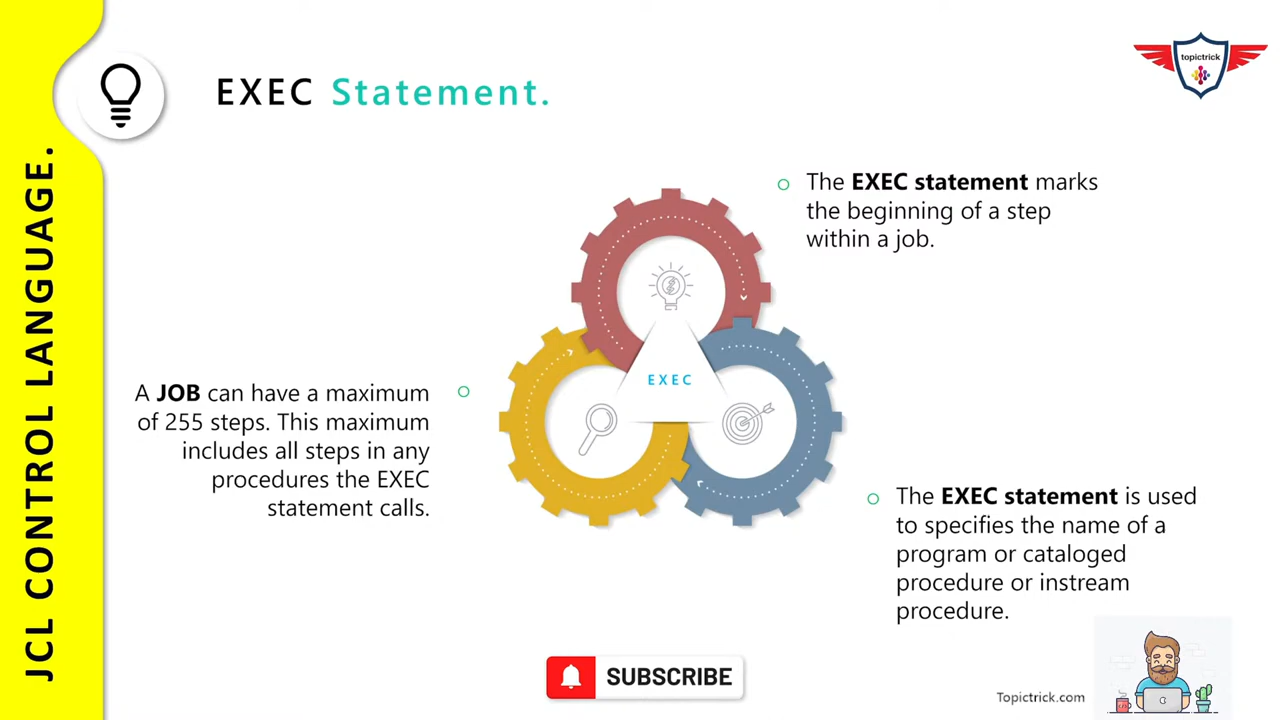 JCL CONTROL LANGUAGE.
EXEC Statement.
topictrick
The EXEC statement marks
the beginning of a step
within a job.
EXEC
A JOB can have a maximum
of 255 steps. This maximum
includes all steps in any
procedures the EXEC
statement calls.
The EXEC statement is used
to specifies the name of a
program or cataloged
procedure or instream
procedure.
SUBSCRIBE
Topictrick.com